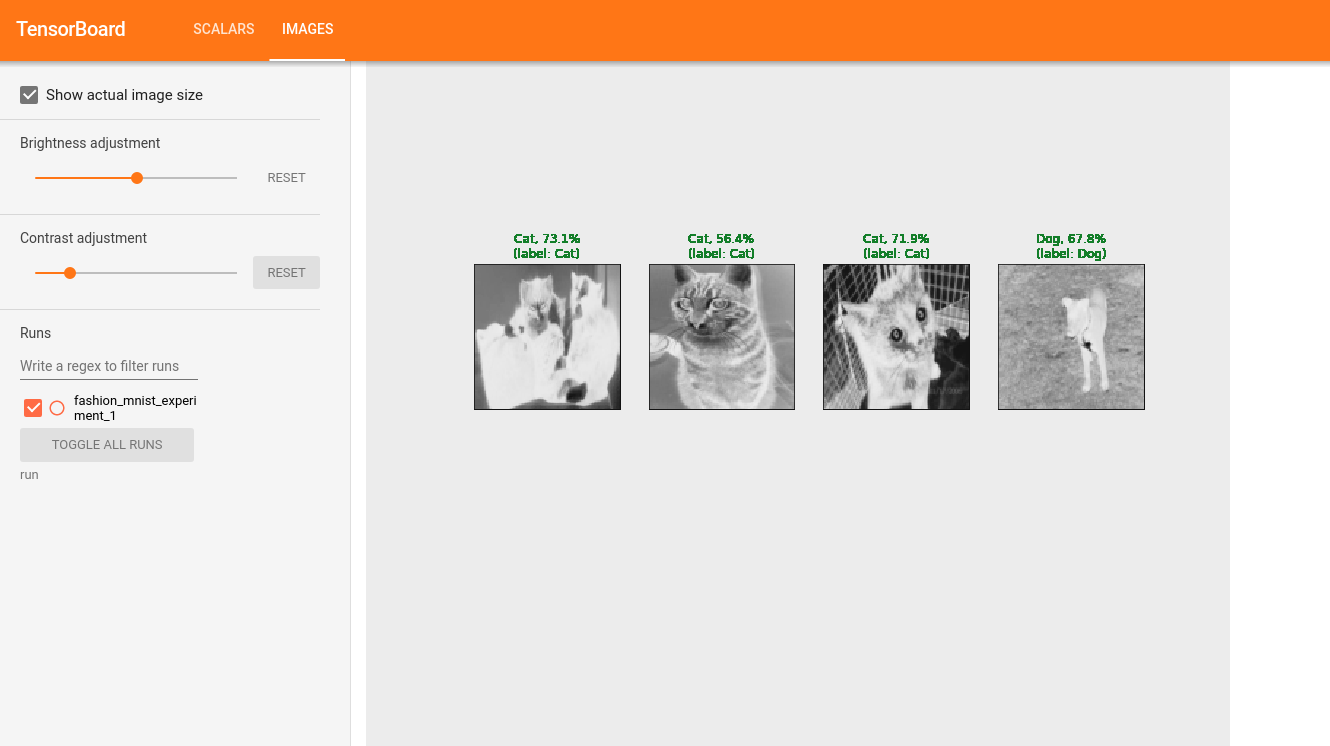 TensorBoard
SCALARS
IMAGES
Show actual image size
Brightness adjustment
RESET
Contrast adjustment
RESET
Runs
Write a regex to filter runs
fashion_mnist_experi
ment_1
TOGGLE ALL RUNS
run
Cat, 73.1%
(label: Cat)
Cat, 56.4%
(label: Cat)
Cat, 71.9%
(label: Cat)
Dog, 67.8%
(label: Dog)